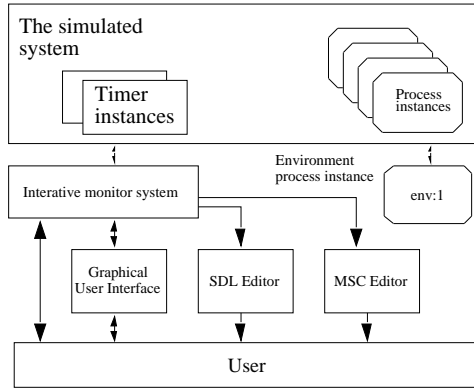 The simulated
system
Timer
instances
Process
instances
Environment
process instance
Interative monitor system
env:1
Graphical
User Interface
SDL Editor
MSC Editor
User